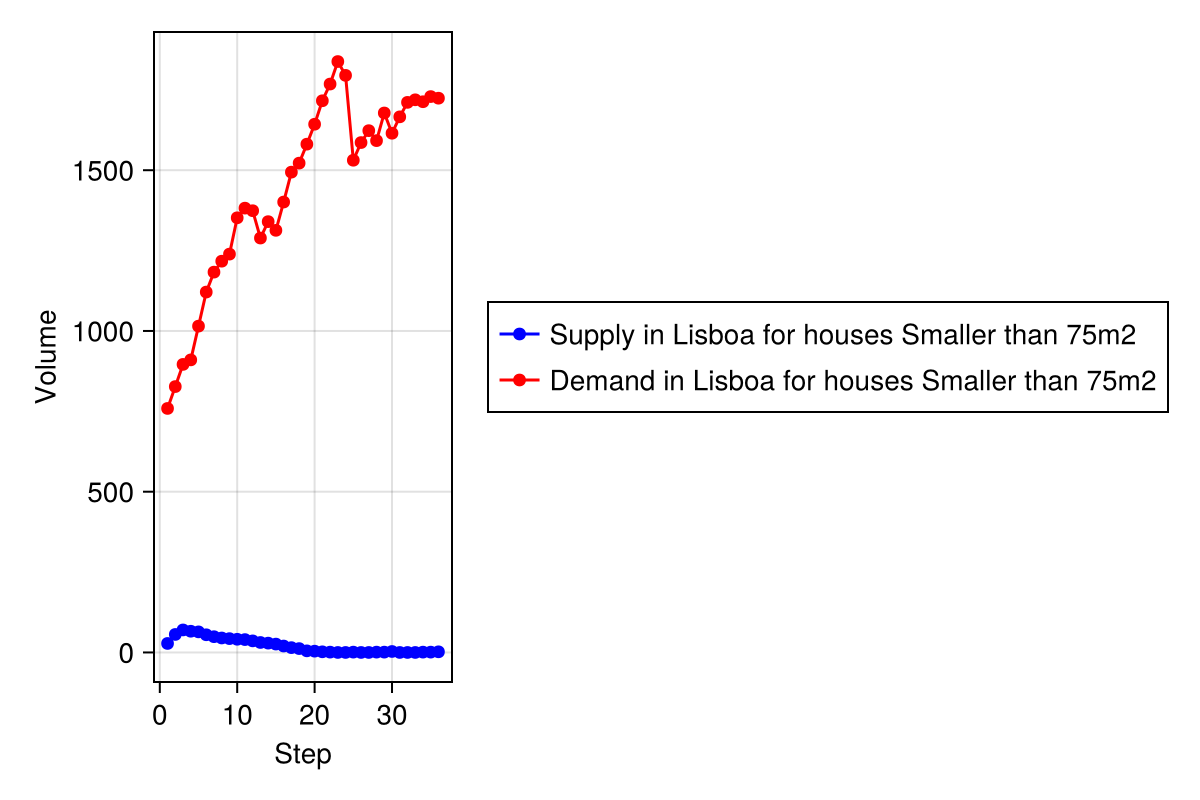 1500
1000
500
0
Volume
0 10 20 30
Step
Supply in Lisboa for houses Smaller than 75m2
Demand in Lisboa for houses Smaller than 75m2